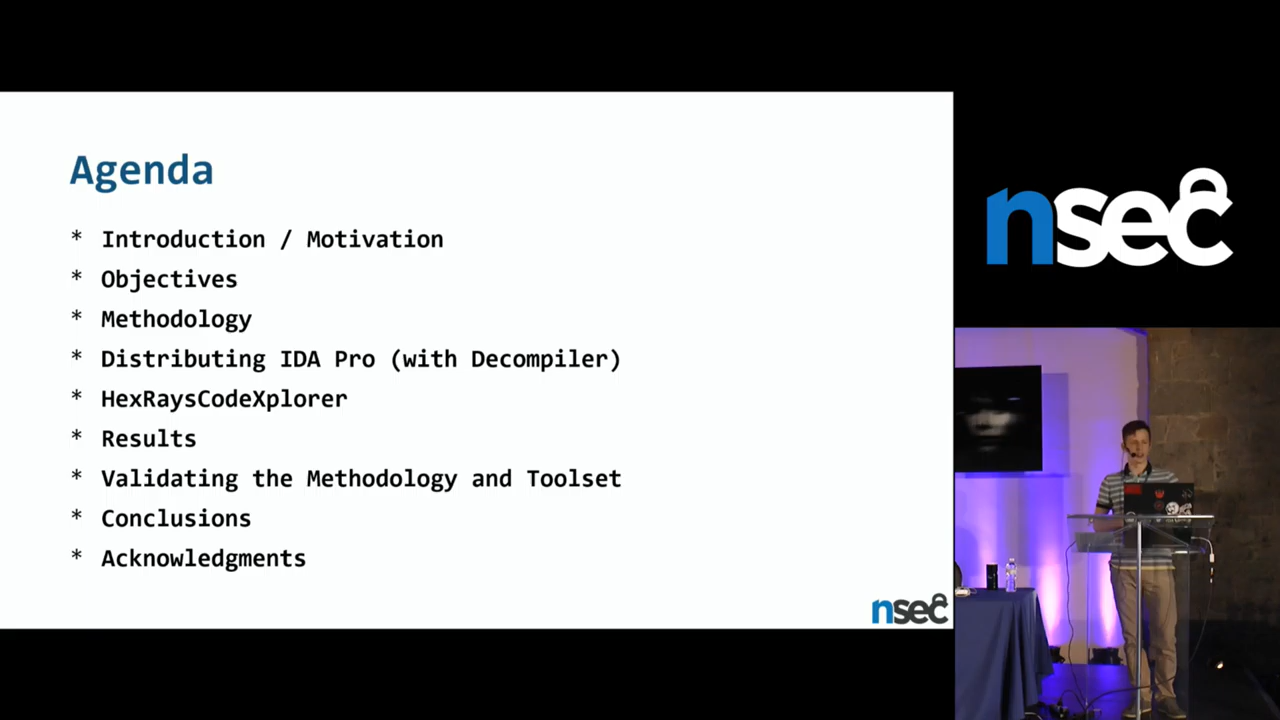 Agenda
* Introduction / Motivation
* Objectives
* Methodology
* Distributing IDA Pro (with Decompiler)
* HexRaysCodeXplorer
* Results
* Validating the Methodology and Toolset
* Conclusions
* Acknowledgments
nsec
nsec